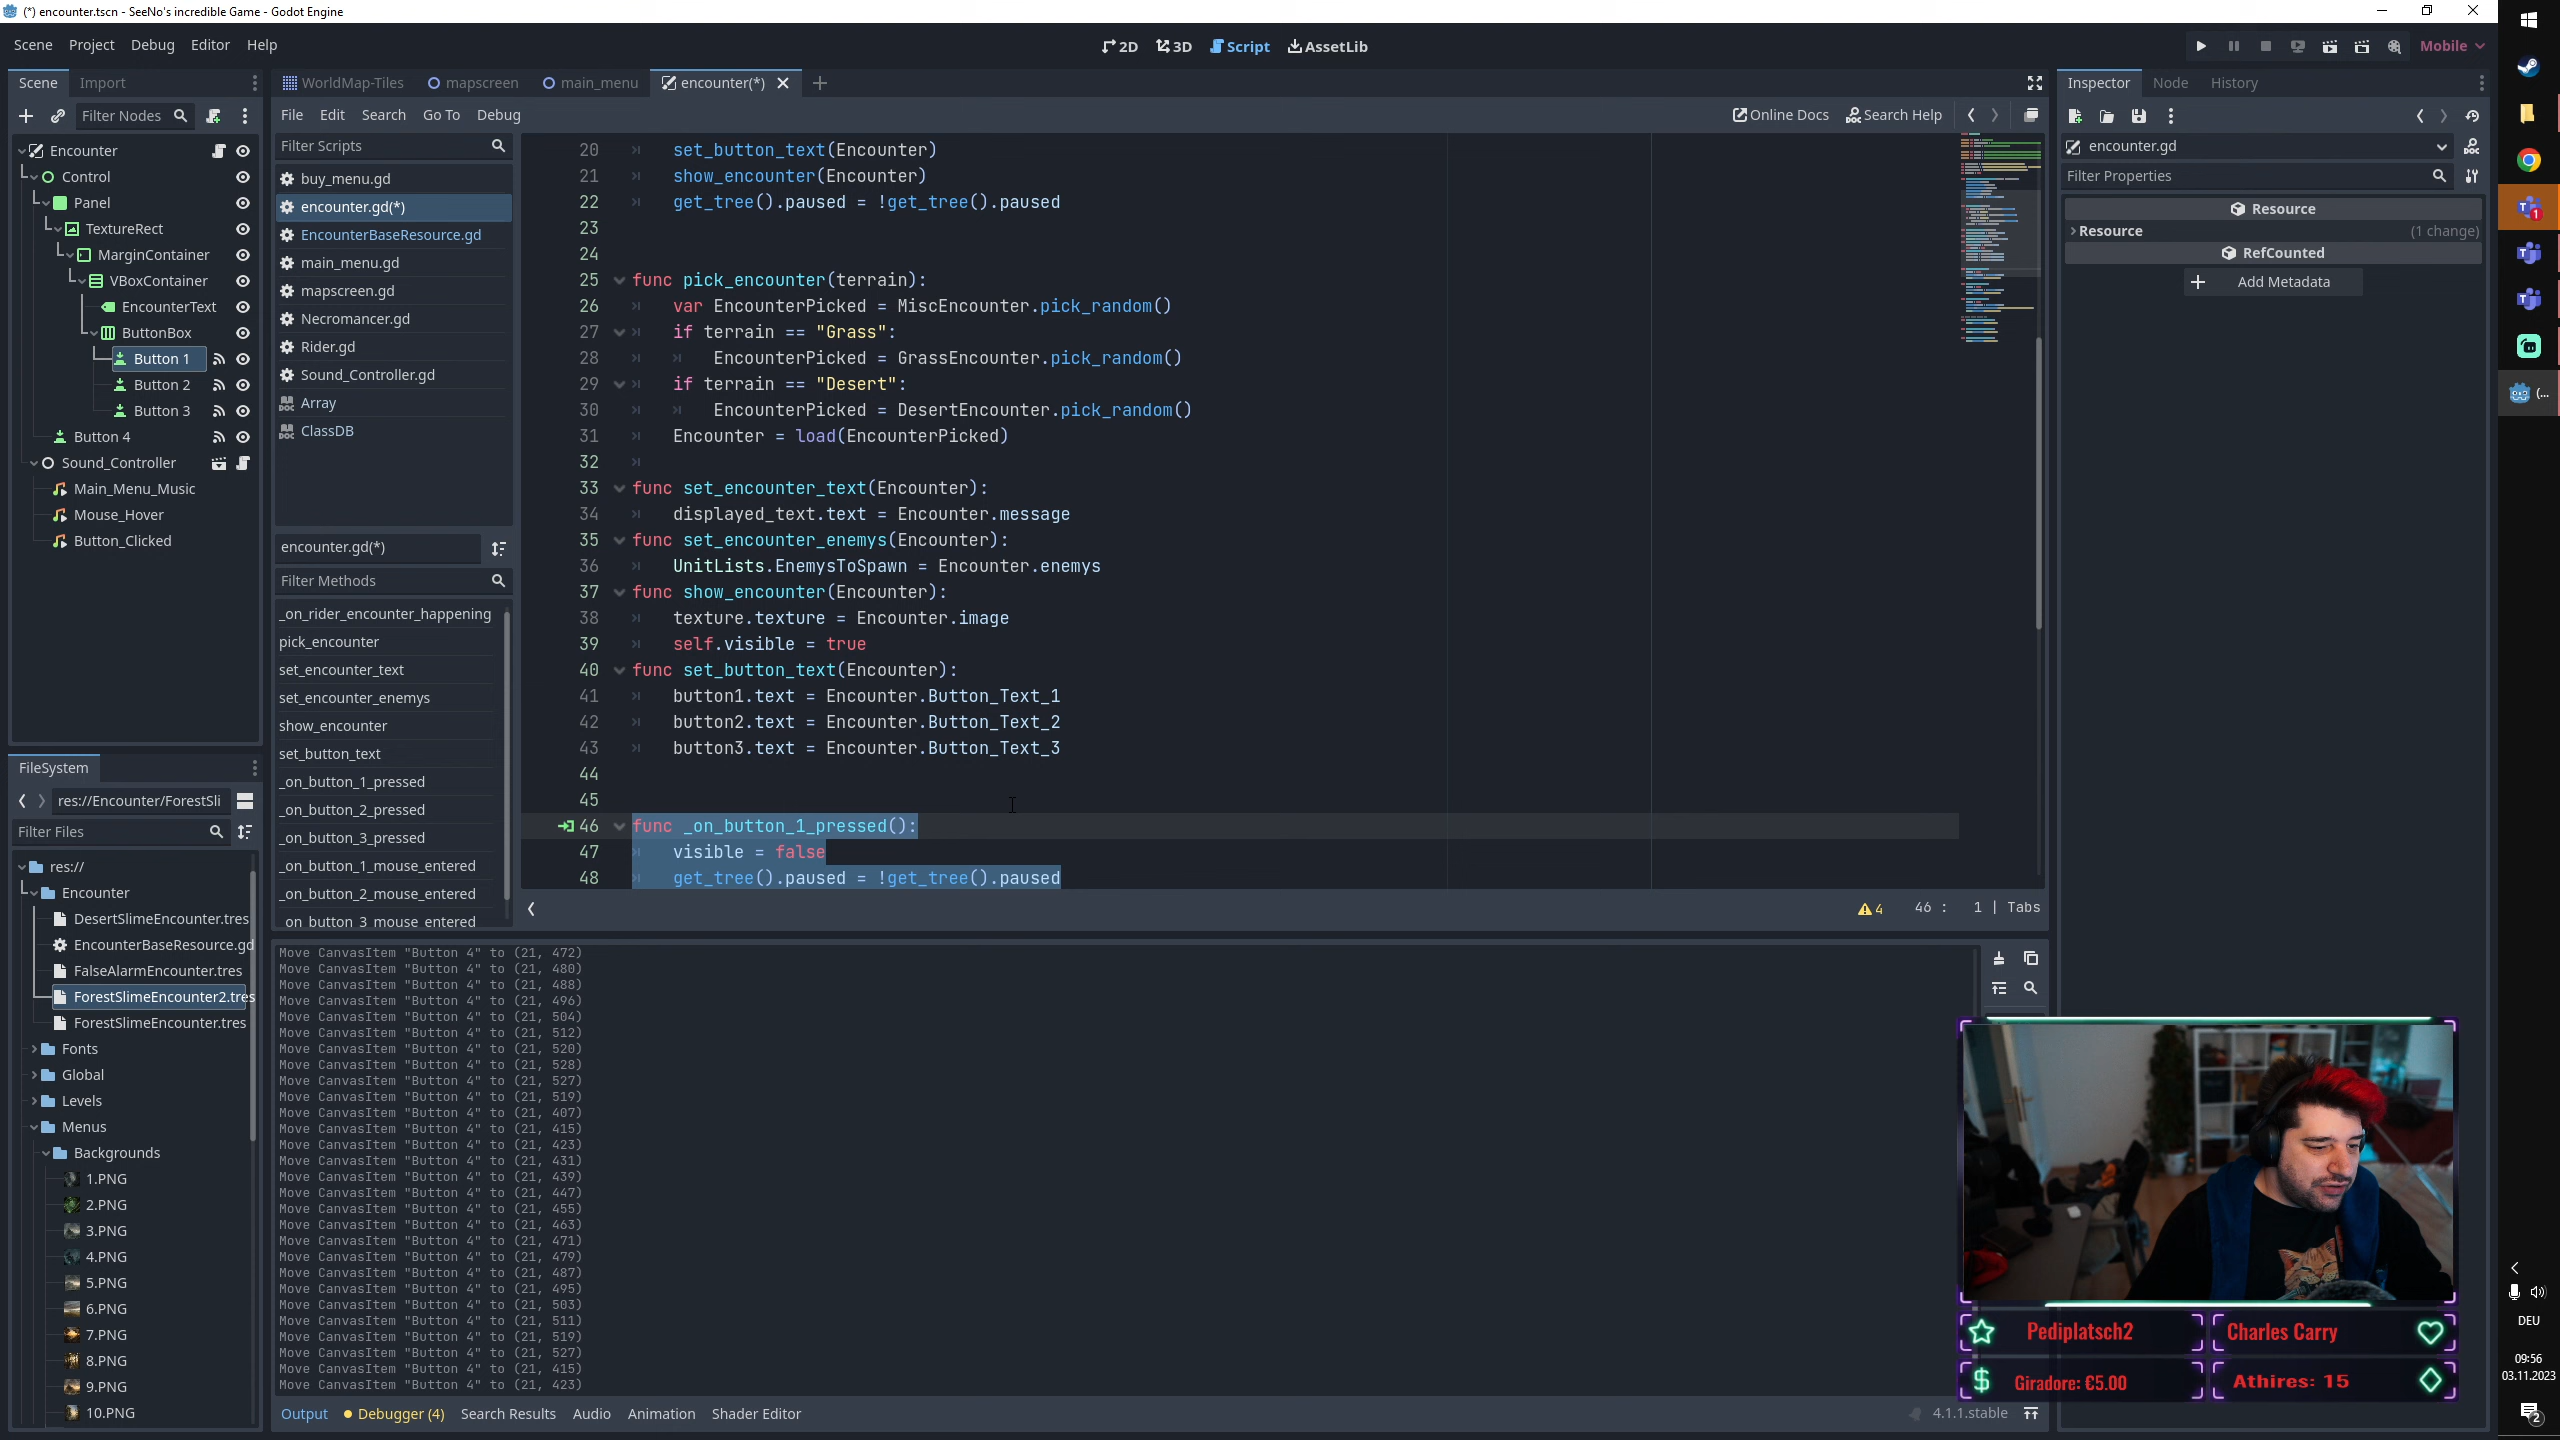 (*) encounter.tscn - SeeNo's incredible Game - Godot Engine
Scene Project Debug Editor Help
2D 3D Script AssetLib
Mobile
Scene Import
WorldMap-Tiles mapscreen main_menu encounter(*)
Inspector Node History
Filter Nodes
File Edit Search Go To Debug
Online Docs Search Help
Encounter
Control
Panel
TextureRect
MarginContainer
VBoxContainer
EncounterText
ButtonBox
Button 1
Button 2
Button 3
Button 4
Sound_Controller
Main_Menu_Music
Mouse_Hover
Button_Clicked
FileSystem
res://Encounter/ForestSli
Filter Files
res://
Encounter
DesertSlimeEncounter.tres
EncounterBaseResource.gd
FalseAlarmEncounter.tres
ForestSlimeEncounter2.tres
ForestSlimeEncounter.tres
Fonts
Global
Levels
Menus
Backgrounds
1.PNG
2.PNG
3.PNG
4.PNG
5.PNG
6.PNG
7.PNG
8.PNG
9.PNG
10.PNG
Filter Scripts
buy_menu.gd
encounter.gd(*)
EncounterBaseResource.gd
main_menu.gd
mapscreen.gd
Necromancer.gd
Rider.gd
Sound_Controller.gd
Array
ClassDB
encounter.gd(*)
Filter Methods
_on_rider_encounter_happening
pick_encounter
set_encounter_text
set_encounter_enemys
show_encounter
set_button_text
_on_button_1_pressed
_on_button_2_pressed
_on_button_3_pressed
_on_button_1_mouse_entered
_on_button_2_mouse_entered
on button 3 mouse entered
20 set_button_text(Encounter)
21 show_encounter(Encounter)
22 get_tree().paused = !get_tree().paused
23
24
25 func pick_encounter(terrain):
26 var EncounterPicked = MiscEncounter.pick_random()
27 if terrain == "Grass":
28 EncounterPicked = GrassEncounter.pick_random()
29 if terrain == "Desert":
30 EncounterPicked = DesertEncounter.pick_random()
31 Encounter = load(EncounterPicked)
32
33 func set_encounter_text(Encounter):
34 displayed_text.text = Encounter.message
35 func set_encounter_enemys(Encounter):
36 UnitLists.EnemysToSpawn = Encounter.enemys
37 func show_encounter(Encounter):
38 texture.texture = Encounter.image
39 self.visible = true
40 func set_button_text(Encounter):
41 button1.text = Encounter.Button_Text_1
42 button2.text = Encounter.Button_Text_2
43 button3.text = Encounter.Button_Text_3
44
45
46 func _on_button_1_pressed():
47 visible = false
48 get_tree().paused = !get_tree().paused
4 46 : 1 | Tabs
Move CanvasItem "Button 4" to (21, 472)
Move CanvasItem "Button 4" to (21, 480)
Move CanvasItem "Button 4" to (21, 488)
Move CanvasItem "Button 4" to (21, 496)
Move CanvasItem "Button 4" to (21, 504)
Move CanvasItem "Button 4" to (21, 512)
Move CanvasItem "Button 4" to (21, 520)
Move CanvasItem "Button 4" to (21, 528)
Move CanvasItem "Button 4" to (21, 527)
Move CanvasItem "Button 4" to (21, 519)
Move CanvasItem "Button 4" to (21, 407)
Move CanvasItem "Button 4" to (21, 415)
Move CanvasItem "Button 4" to (21, 423)
Move CanvasItem "Button 4" to (21, 431)
Move CanvasItem "Button 4" to (21, 439)
Move CanvasItem "Button 4" to (21, 447)
Move CanvasItem "Button 4" to (21, 455)
Move CanvasItem "Button 4" to (21, 463)
Move CanvasItem "Button 4" to (21, 471)
Move CanvasItem "Button 4" to (21, 479)
Move CanvasItem "Button 4" to (21, 487)
Move CanvasItem "Button 4" to (21, 495)
Move CanvasItem "Button 4" to (21, 503)
Move CanvasItem "Button 4" to (21, 511)
Move CanvasItem "Button 4" to (21, 519)
Move CanvasItem "Button 4" to (21, 527)
Move CanvasItem "Button 4" to (21, 415)
Move CanvasItem "Button 4" to (21, 423)
Output Debugger (4) Search Results Audio Animation Shader Editor
4.1.1.stable
encounter.gd
Filter Properties
Resource
Resource (1 change)
RefCounted
Add Metadata
Pediplatsch2 Charles Carry
Giradore: €5.00 Athires: 15
(...
DEU
09:56
03.11.2023
2